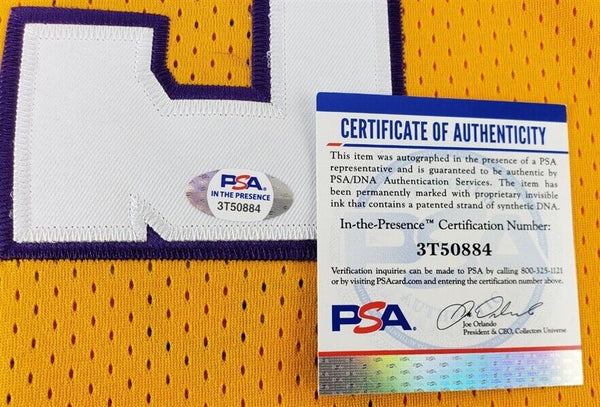 PSA
IN THE PRESENCE
3T50884
CERTIFICATE OF AUTHENTICITY
This item was autographed in the presence of a PSA
representative and is guaranteed to be authentic by
PSA/DNA Authentication Services. The item has
been permanently marked with proprietary invisible
ink that contains a patented strand of synthetic DNA.
In-the-Presence™ Certification Number:
3T50884
Verification inquiries can be made to PSA by calling 800-325-1121
or by visiting PSAcard.com and entering the certification number above.
PSA.
Joe Orlando
President & CEO, Collectors Universe